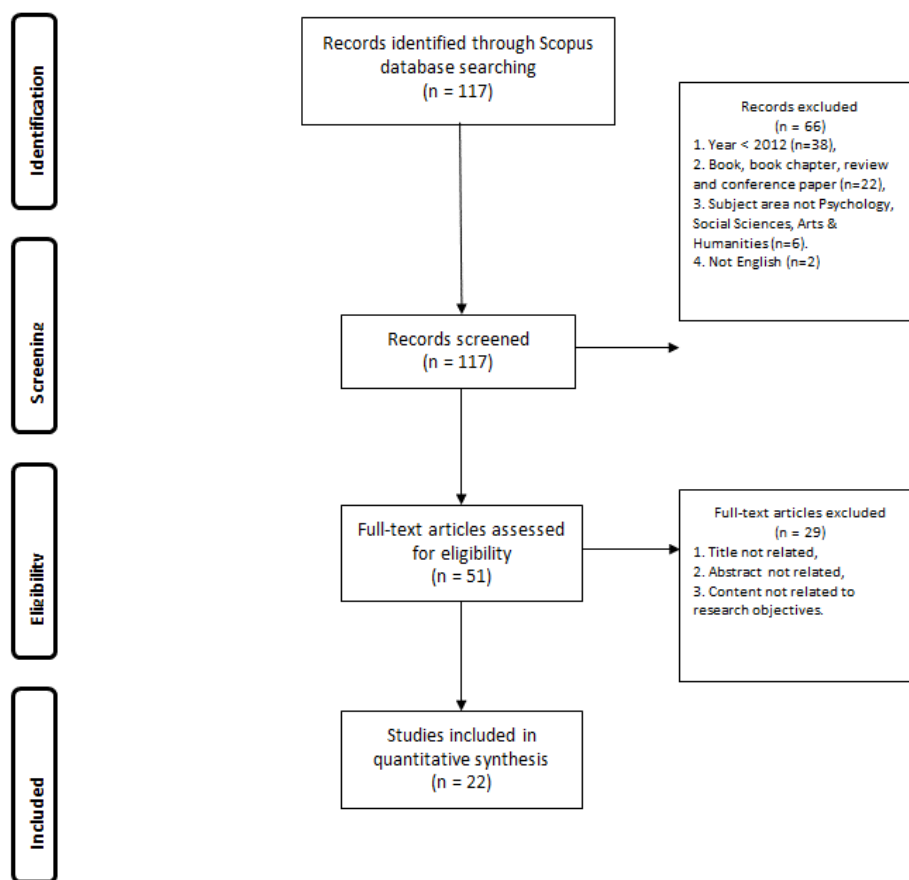 Identification
Records identified through Scopus
database searching
(n = 117)
Records excluded
(n = 66)
1. Year < 2012 (n=38),
2. Book, book chapter, review
and conference paper (n=22),
3. Subject area not Psychology,
Social Sciences, Arts &
Humanities (n=6).
4. Not English (n=2)
Screening
Records screened
(n = 117)
Eligibility
Full-text articles assessed
for eligibility
(n = 51)
Full-text articles excluded
(n = 29)
1. Title not related,
2. Abstract not related,
3. Content not related to
research objectives.
Included
Studies included in
quantitative synthesis
(n = 22)